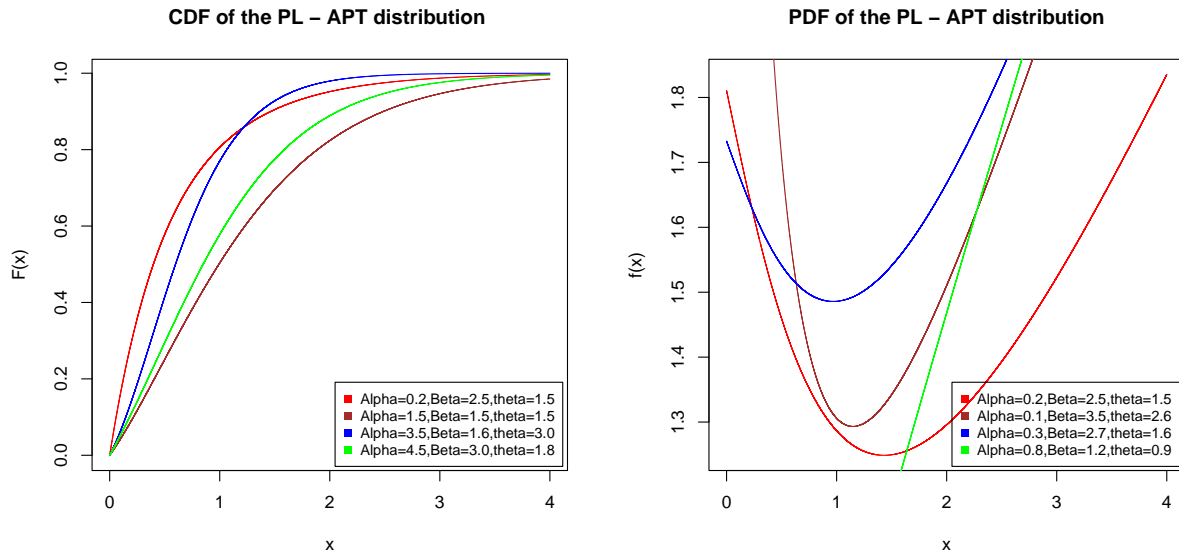 CDF of the PL − APT distribution
F(x)
1.0
0.8
0.6
0.4
0.2
0.0
Alpha=0.2,Beta=2.5,theta=1.5
Alpha=1.5,Beta=1.5,theta=1.5
Alpha=3.5,Beta=1.6,theta=3.0
Alpha=4.5,Beta=3.0,theta=1.8
0 1 2 3 4
x
PDF of the PL − APT distribution
f(x)
1.8
1.7
1.6
1.5
1.4
1.3
Alpha=0.2,Beta=2.5,theta=1.5
Alpha=0.1,Beta=3.5,theta=2.6
Alpha=0.3,Beta=2.7,theta=1.6
Alpha=0.8,Beta=1.2,theta=0.9
0 1 2 3 4
x